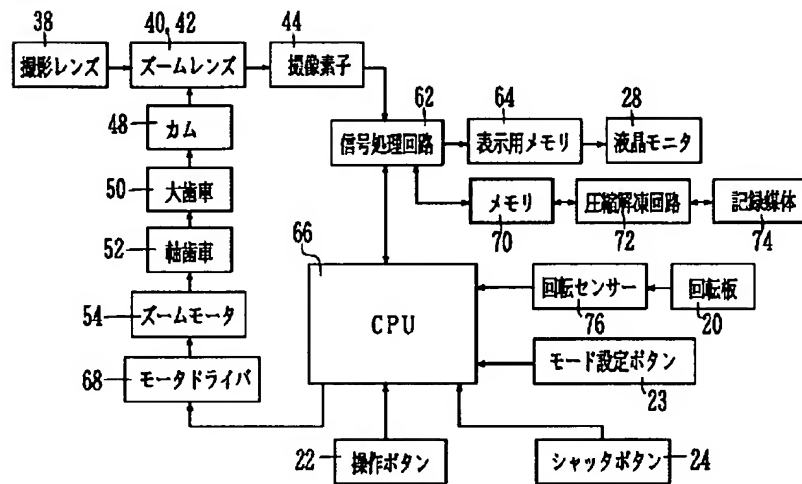 38
40,42
44
撮影レンズ
ズームレンズ
撮像素子
48
カム
62
64
28
信号処理回路
表示用メモリ
液晶モニタ
50
大歯車
メモリ
圧縮解凍回路
記録媒体
70
72
74
52
軸歯車
66
CPU
回転センサー
回転板
76
20
54
ズームモータ
モード設定ボタン
23
68
モータドライバ
22
操作ボタン
シャッタボタン
24